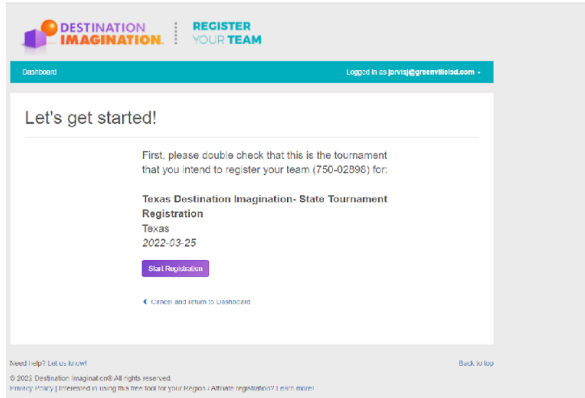 DESTINATION
IMAGINATION.
REGISTER
YOUR TEAM
Dashboard
Logged in as jarvisj@greenvilleisd.com
Let's get started!
First, please double check that this is the tournament
that you intend to register your team (750-02898) for:
Texas Destination Imagination- State Tournament
Registration
Texas
2022-03-25
Start Registration
Cancel and return to Dashboard
Need help? Let us know!
Back to top
© 2022 Destination Imagination® All rights reserved.
Privacy Policy | Interested in using this free tool for your Region / Affiliate registration? Learn more!